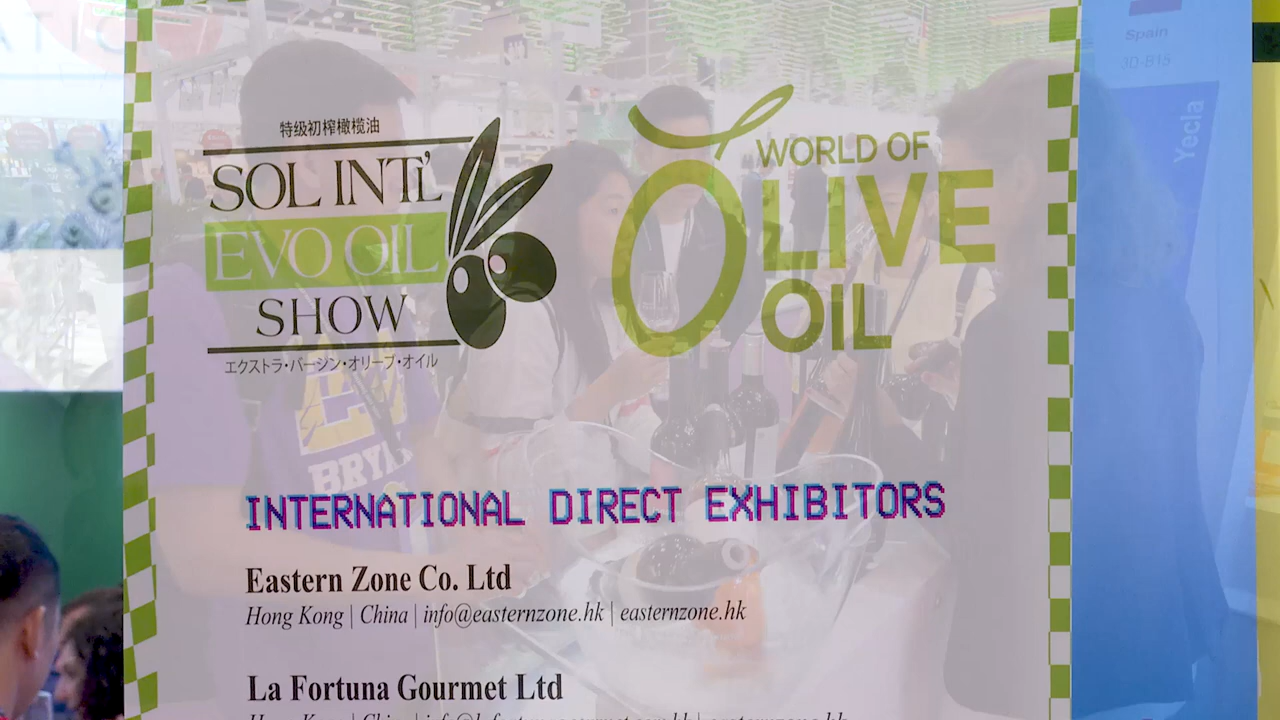 特级初榨橄榄油
SOL INT'L
EVO OIL
SHOW
エクストラ・バージン・オリーブ・オイル
WORLD OF
OLIVE
OIL
INTERNATIONAL DIRECT EXHIBITORS
Eastern Zone Co. Ltd
Hong Kong | China | info@easternzone.hk | easternzone.hk
La Fortuna Gourmet Ltd
Spain
3D-B15
Yecla
BRYA